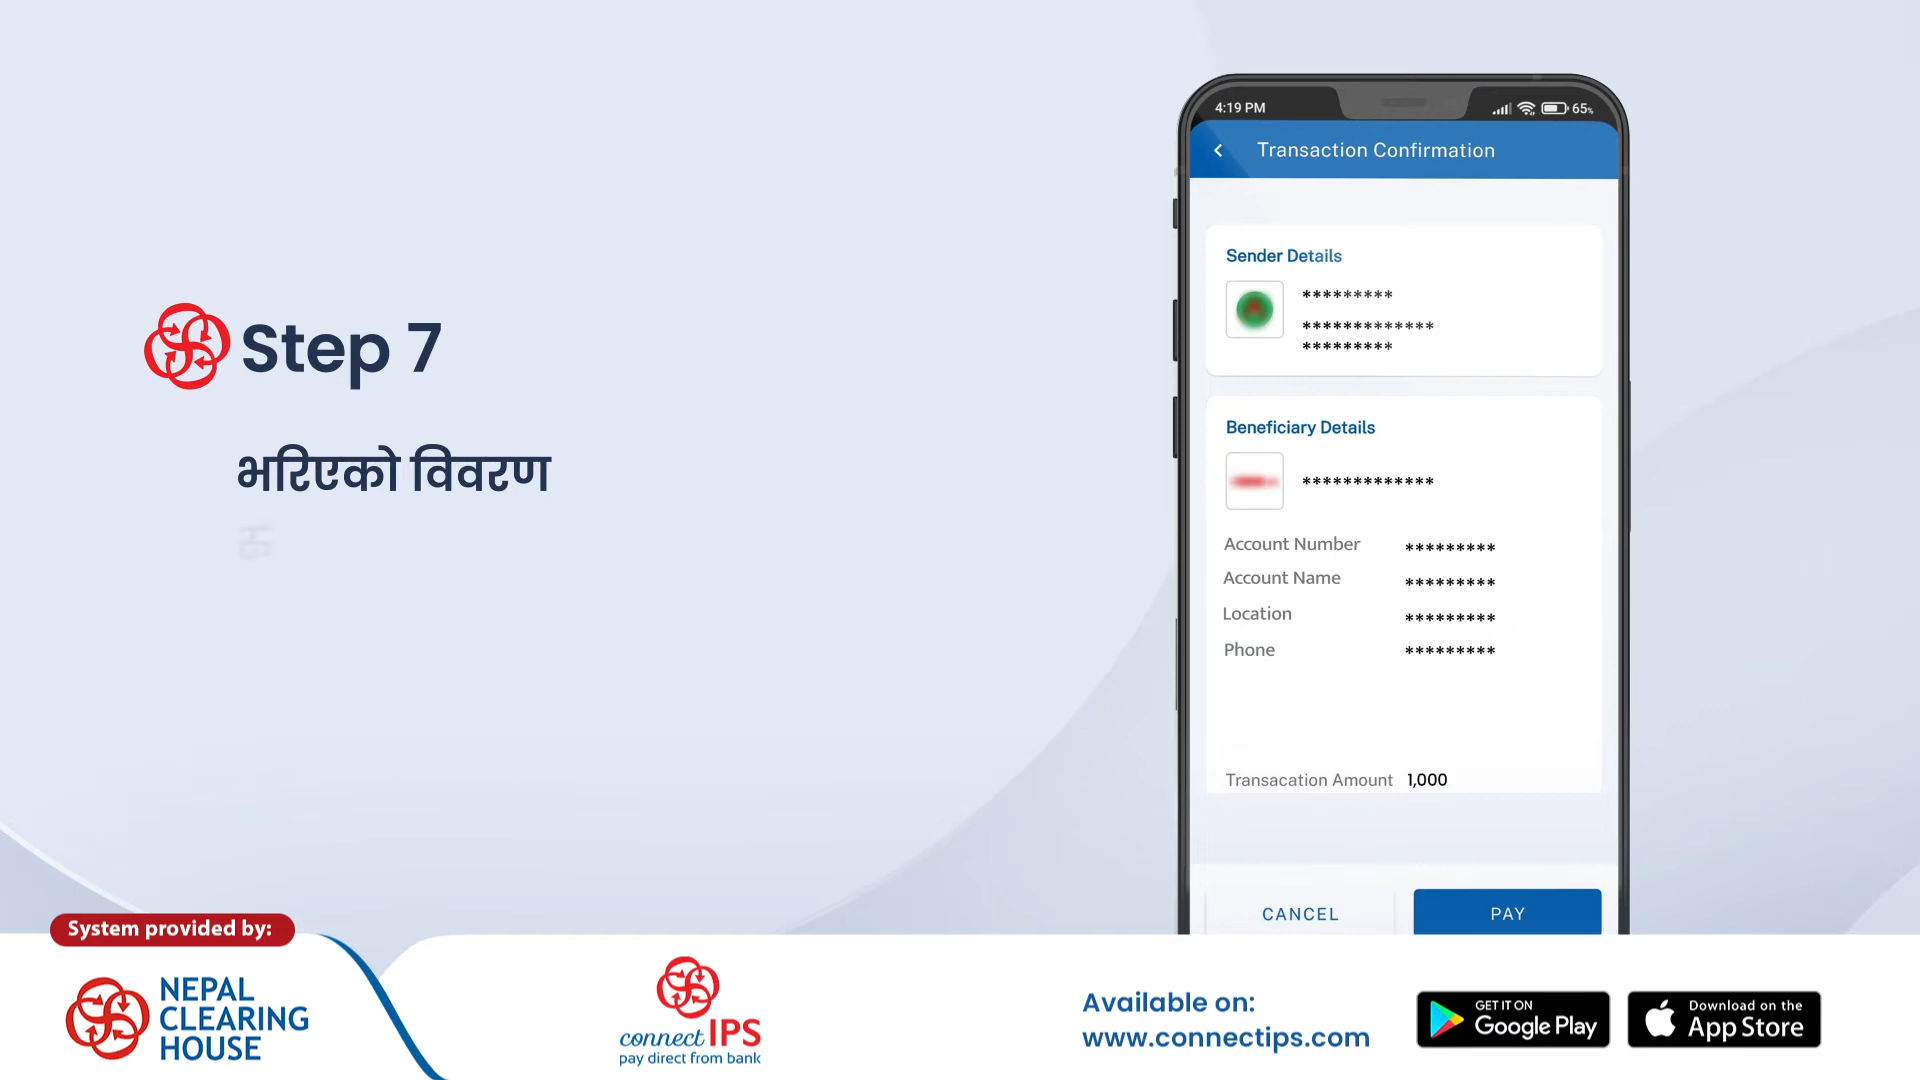 Step 7
भरिएको विवरण
4:19 PM
65%
Transaction Confirmation
Sender Details
*********
*************
*********
Beneficiary Details
*************
Account Number *********
Account Name *********
Location *********
Phone *********
Transacation Amount 1,000
CANCEL
PAY
System provided by:
NEPAL
CLEARING
HOUSE
connectIPS
pay direct from bank
Available on:
www.connectips.com
GET IT ON
Google Play
Download on the
App Store